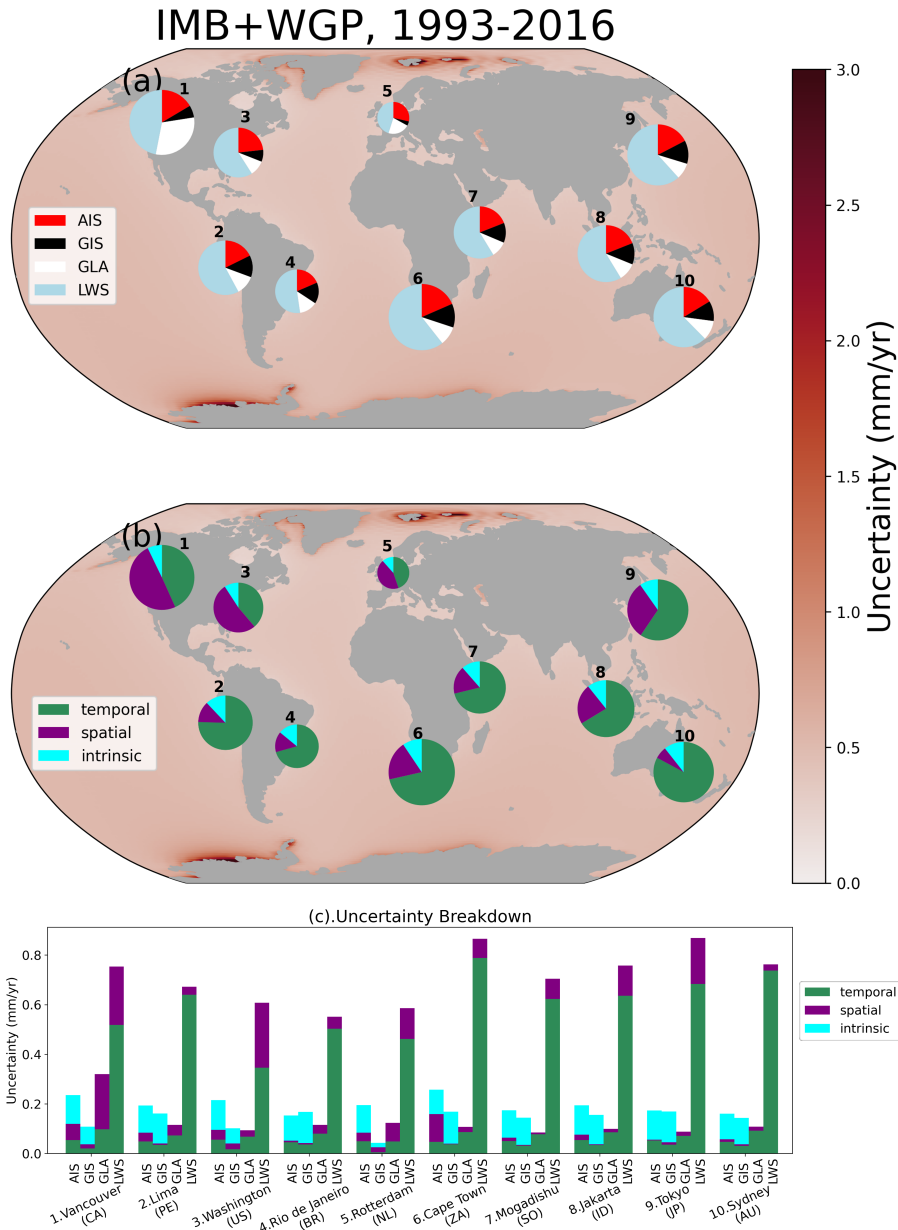 IMB+WGP, 1993-2016
(a)
1
3
5
9
7
2
8
4
6
10
AIS
GIS
GLA
LWS
3.0
2.5
2.0
1.5
1.0
0.5
0.0
Uncertainty (mm/yr)
(b)
1
5
3
9
7
2
8
4
6
10
temporal
spatial
intrinsic
(c).Uncertainty Breakdown
Uncertainty (mm/yr)
0.8
0.6
0.4
0.2
0.0
temporal
spatial
intrinsic
AIS GIS GLA LWS AIS GIS GLA LWS AIS GIS GLA LWS AIS GIS GLA LWS AIS GIS GLA LWS AIS GIS GLA LWS AIS GIS GLA LWS AIS GIS GLA LWS AIS GIS GLA LWS AIS GIS GLA LWS
1.Vancouver
(CA)
2.Lima
(PE)
3.Washington
(US)
4.Rio de Janeiro
(BR)
5.Rotterdam
(NL)
6.Cape Town
(ZA)
7.Mogadishu
(SO)
8.Jakarta
(ID)
9.Tokyo
(JP)
10.Sydney
(AU)